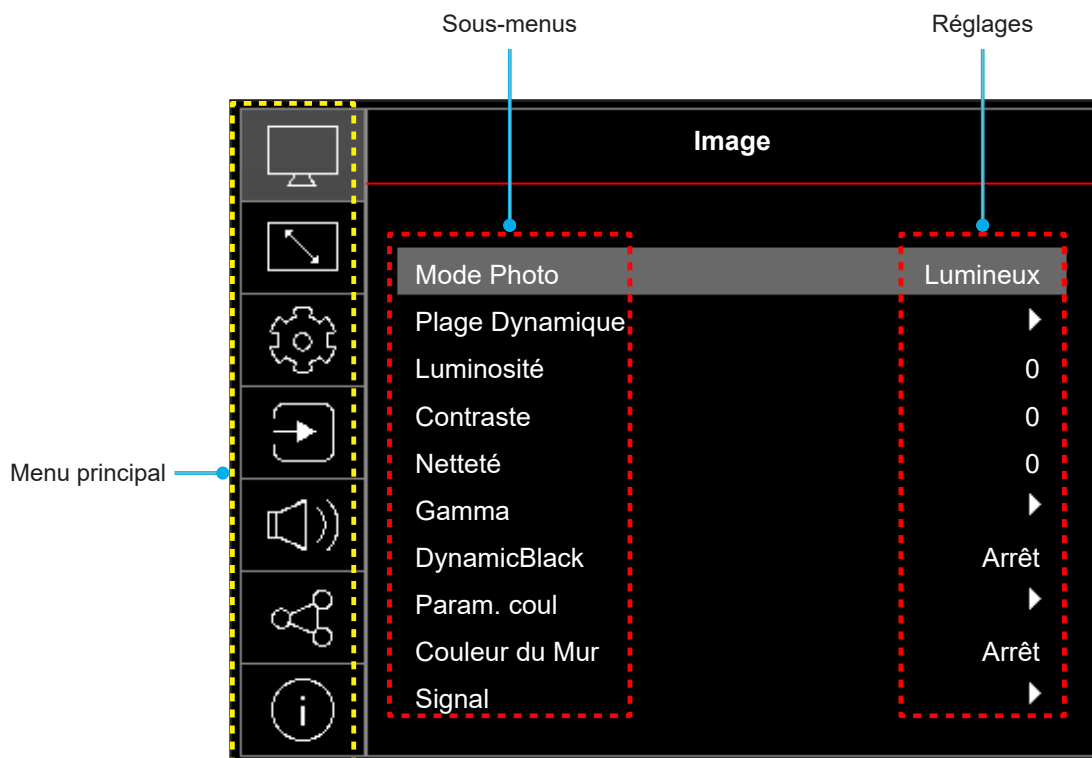 Sous-menus
Réglages
Image
Mode Photo Lumineux
Plage Dynamique
Luminosité 0
Contraste 0
Netteté 0
Gamma
DynamicBlack Arrêt
Param. coul
Couleur du Mur Arrêt
Signal
Menu principal
i